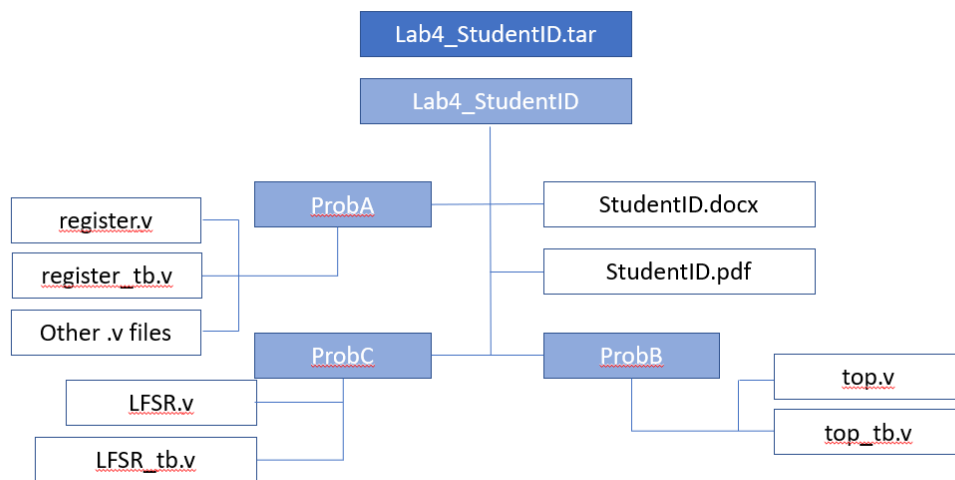 Lab4_StudentID.tar
Lab4_StudentID
ProbA
StudentID.docx
register.v
StudentID.pdf
register_tb.v
Other .v files
ProbC
ProbB
top.v
LFSR.v
top_tb.v
LFSR_tb.v